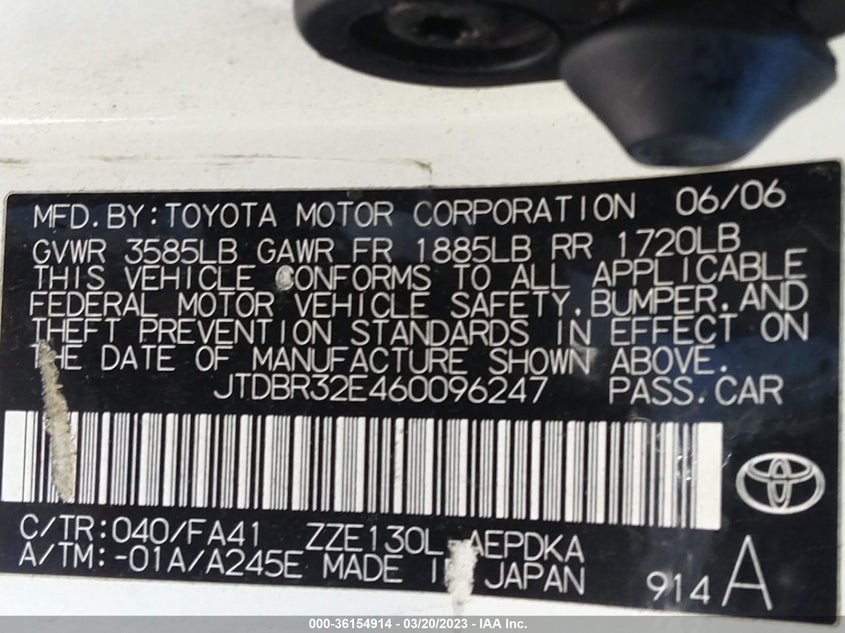 MFD.BY:TOYOTA MOTOR CORPORATION 06/06
GVWR 3585LB GAWR FR 1885LB RR 1720LB
THIS VEHICLE CONFORMS TO ALL APPLICABLE
FEDERAL MOTOR VEHICLE SAFETY,BUMPER,AND
THEFT PREVENTION STANDARDS IN EFFECT ON
THE DATE OF MANUFACTURE SHOWN ABOVE.
JTDBR32E460096247 PASS.CAR
C/TR:040/FA41 ZZE130L-AEPDKA
A/TM:-01A/A245E MADE IN JAPAN 914 A
000-36154914 - 03/20/2023 - IAA Inc.